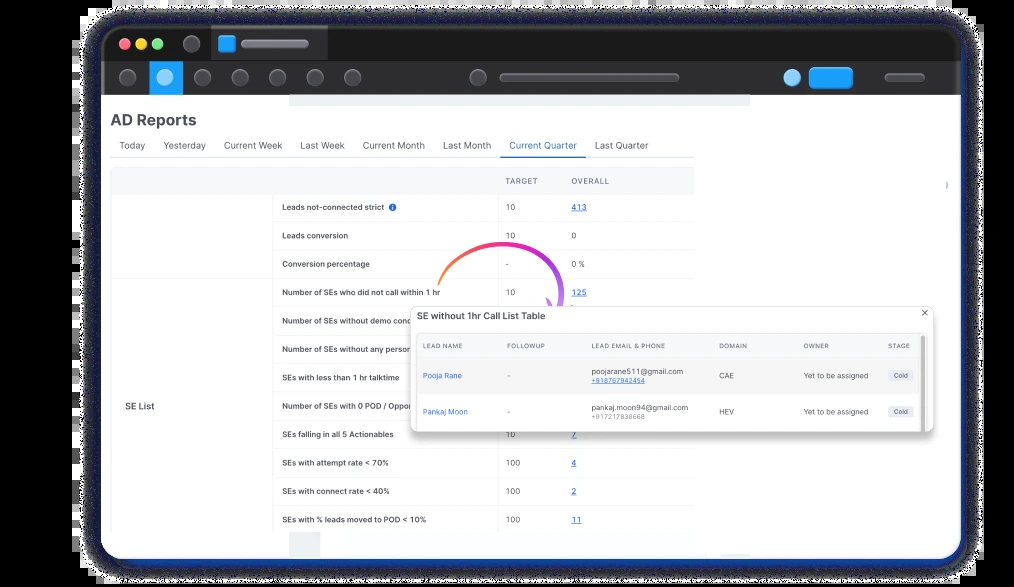 AD Reports
Today Yesterday Current Week Last Week Current Month Last Month Current Quarter Last Quarter
TARGET OVERALL
Leads not-connected strict 10 413
Leads conversion 10 0
Conversion percentage - 0 %
Number of SEs who did not call within 1 hr 10 125
SE without 1hr Call List Table
Number of SEs without demo
LEAD NAME FOLLOWUP LEAD EMAIL & PHONE DOMAIN OWNER STAGE
Number of SEs without any
Pooja Rane - poojarane511@gmail.com CAE Yet to be assigned Cold
+918767942454
SEs with less than 1 hr talktime
SE List
Number of SEs with 0 POD /
Pankaj Moon - pankaj.moon94@gmail.com HEV Yet to be assigned Cold
+917217838668
SEs falling in all 5 Actionables 10 7
SEs with attempt rate < 70% 100 4
SEs with connect rate < 40% 100 2
SEs with % leads moved to POD < 10% 100 11